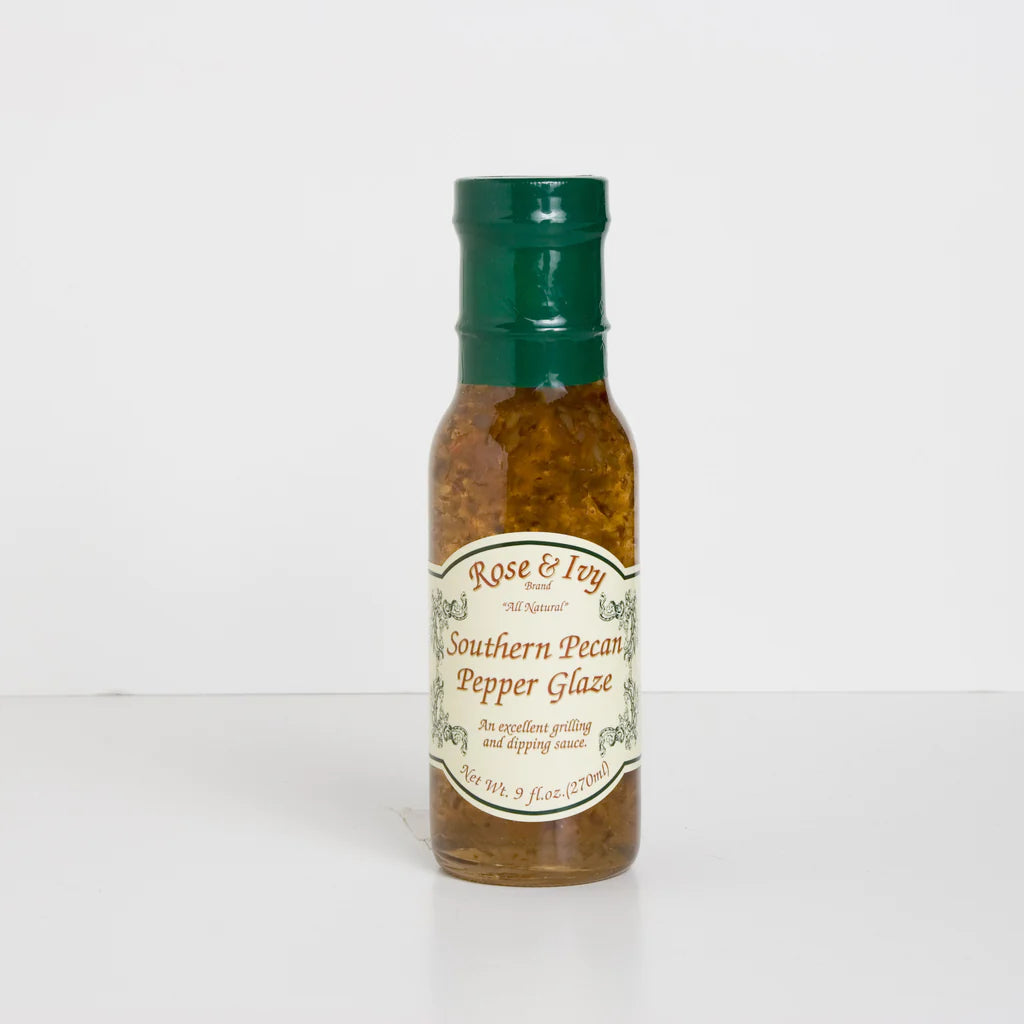 Rose & Ivy
Brand
"All Natural"
Southern Pecan
Pepper Glaze
An excellent grilling
and dipping sauce.
Net Wt. 9 fl.oz.(270ml)